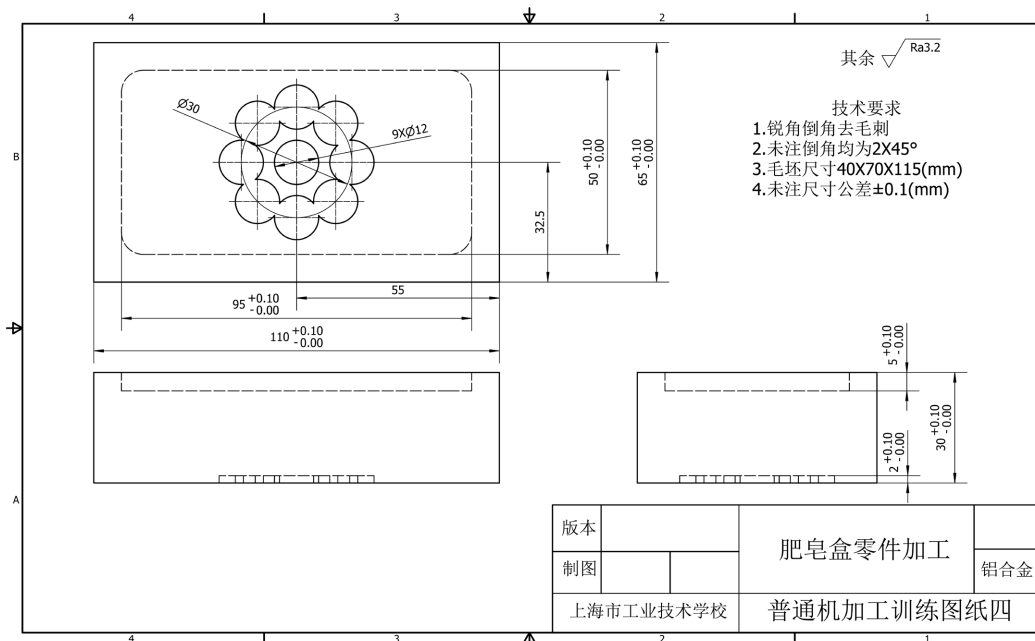 4 3 2 1
其余 Ra3.2
技术要求
1.锐角倒角去毛刺
2.未注倒角均为2X45°
3.毛坯尺寸40X70X115(mm)
4.未注尺寸公差±0.1(mm)
B
Ø30
9XØ12
50 +0.10 -0.00
65 +0.10 -0.00
32.5
55
95 +0.10 -0.00
110 +0.10 -0.00
5 +0.10 -0.00
30 +0.10 -0.00
2 +0.10 -0.00
A
版本
肥皂盒零件加工
制图
铝合金
上海市工业技术学校
普通机加工训练图纸四
4 3 2 1